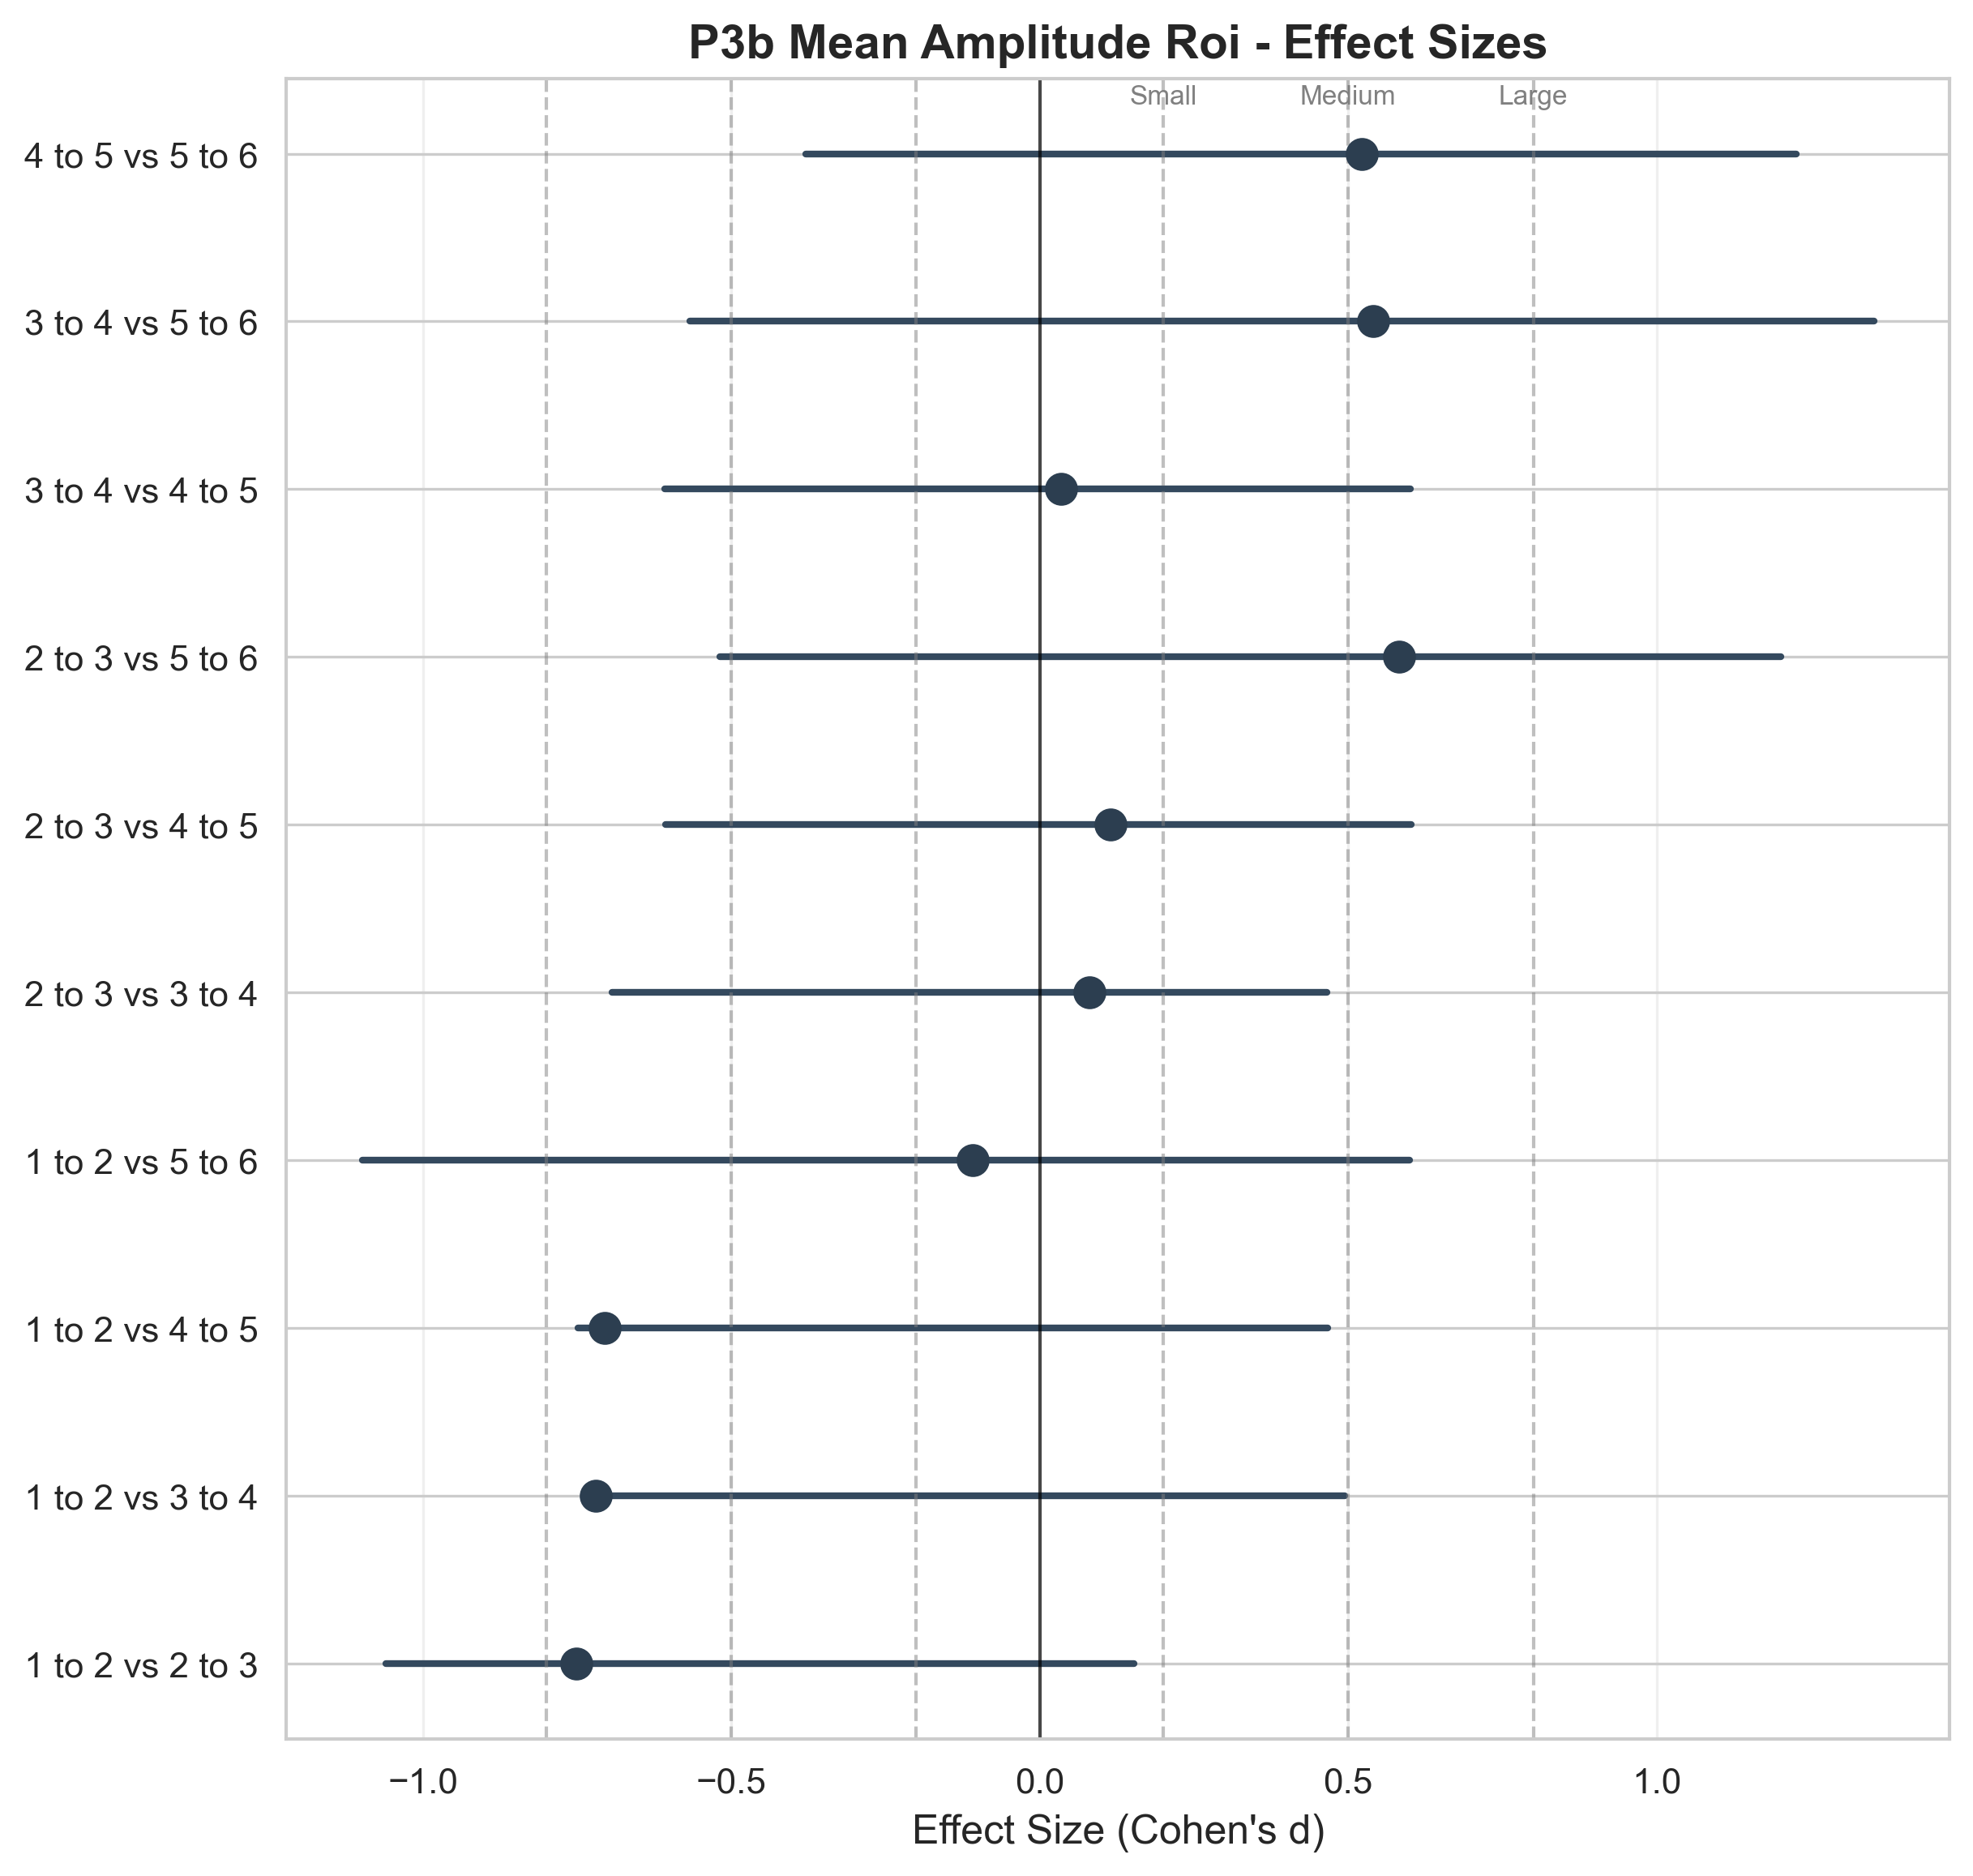 P3b Mean Amplitude Roi - Effect Sizes
Small Medium Large
4 to 5 vs 5 to 6
3 to 4 vs 5 to 6
3 to 4 vs 4 to 5
2 to 3 vs 5 to 6
2 to 3 vs 4 to 5
2 to 3 vs 3 to 4
1 to 2 vs 5 to 6
1 to 2 vs 4 to 5
1 to 2 vs 3 to 4
1 to 2 vs 2 to 3
−1.0 −0.5 0.0 0.5 1.0
Effect Size (Cohen's d)